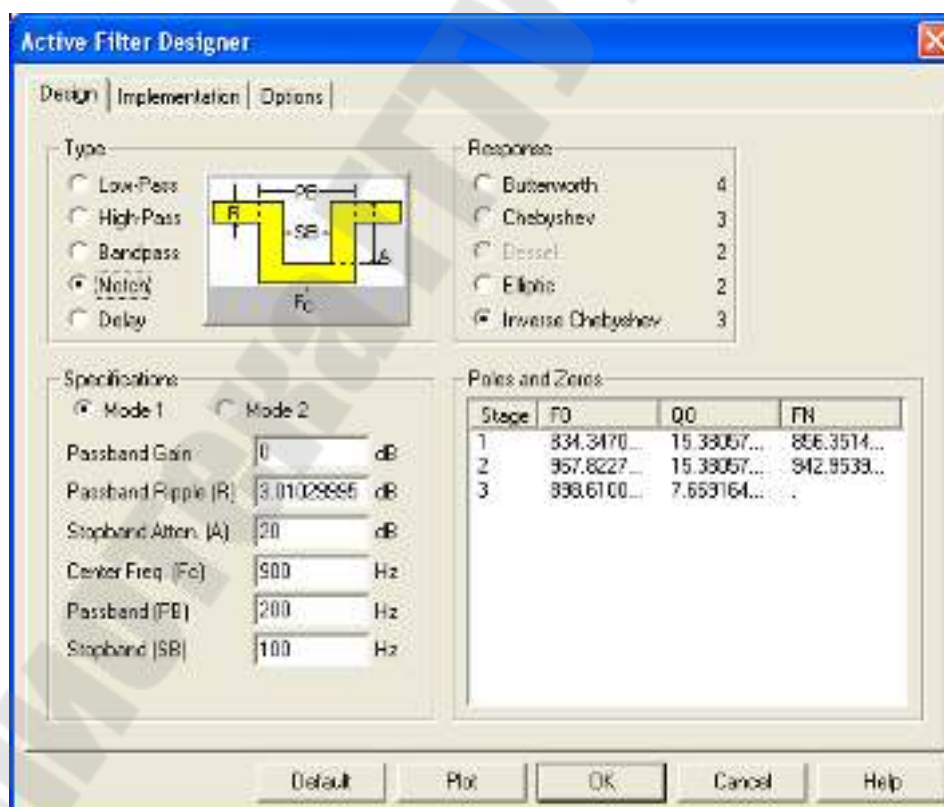 Active Filter Designer
Design Implementation Options
Type
Low-Pass
High-Pass
Bandpass
Notch
Delay
PB
R
SB
A
Fc
Response
Butterworth 4
Chebyshev 3
Bessel 2
Elliptic 2
Inverse Chebyshev 3
Specifications
Mode 1 Mode 2
Passband Gain 0 dB
Passband Ripple (R) 3.01029995 dB
Stopband Atten. (A) 20 dB
Center Freq. (Fc) 900 Hz
Passband (PB) 200 Hz
Stopband (SB) 100 Hz
Poles and Zeros
Stage F0 Q0 FN
1 834.3470... 15.38057... 856.3514...
2 967.8227... 15.38057... 942.9539...
3 898.6100... 7.659164...
Default Plot OK Cancel Help